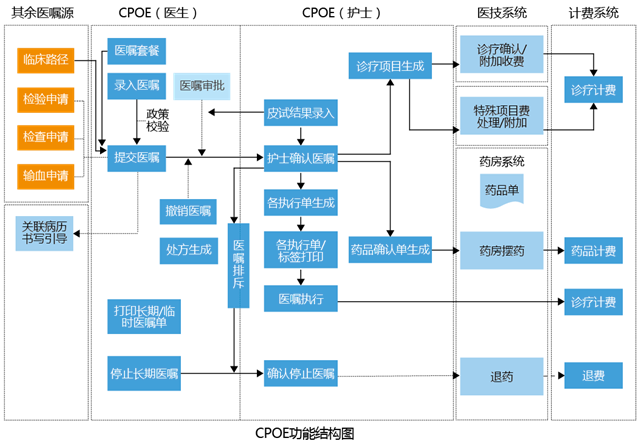 其余医嘱源
CPOE（医生）
CPOE（护士）
医技系统
计费系统
临床路径
检验申请
检查申请
输血申请
关联病历
书写引导
医嘱套餐
录入医嘱
医嘱审批
政策
校验
提交医嘱
撤销医嘱
处方生成
医嘱排斥
打印长期/临
时医嘱单
停止长期医嘱
诊疗项目生成
皮试结果录入
护士确认医嘱
各执行单生成
各执行单/
标签打印
药品确认单生成
医嘱执行
确认停止医嘱
诊疗确认/
附加收费
特殊项目费
处理/附加
药房系统
药品单
药房摆药
退药
诊疗计费
药品计费
诊疗计费
退费
CPOE功能结构图